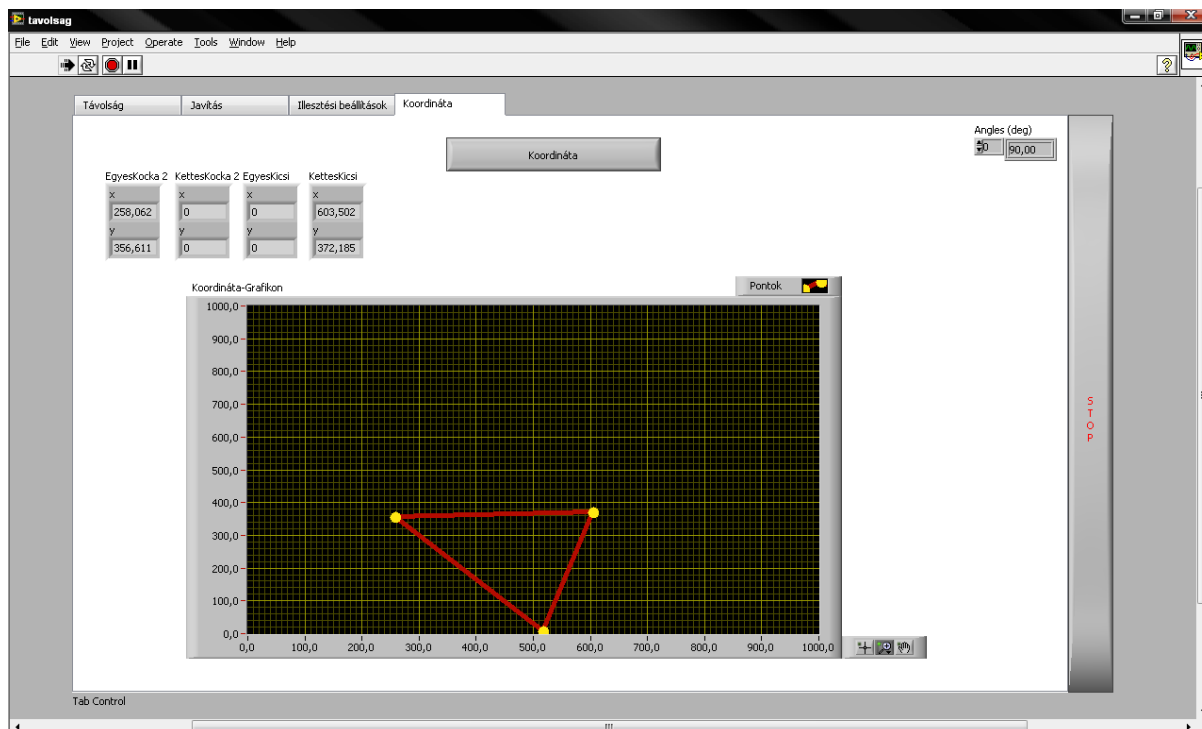 tavolsag
File Edit View Project Operate Tools Window Help
Távolság Javítás Illesztési beállítások Koordináta
Koordináta
Angles (deg)
0 90,00
EgyesKocka 2 KettesKocka 2 EgyesKicsi KettesKicsi
x x x x
258,062 0 0 603,502
y y y y
356,611 0 0 372,185
Koordináta-Grafikon
Pontok
1000,0
900,0
800,0
700,0
600,0
500,0
400,0
300,0
200,0
100,0
0,0
0,0 100,0 200,0 300,0 400,0 500,0 600,0 700,0 800,0 900,0 1000,0
S
T
O
P
Tab Control